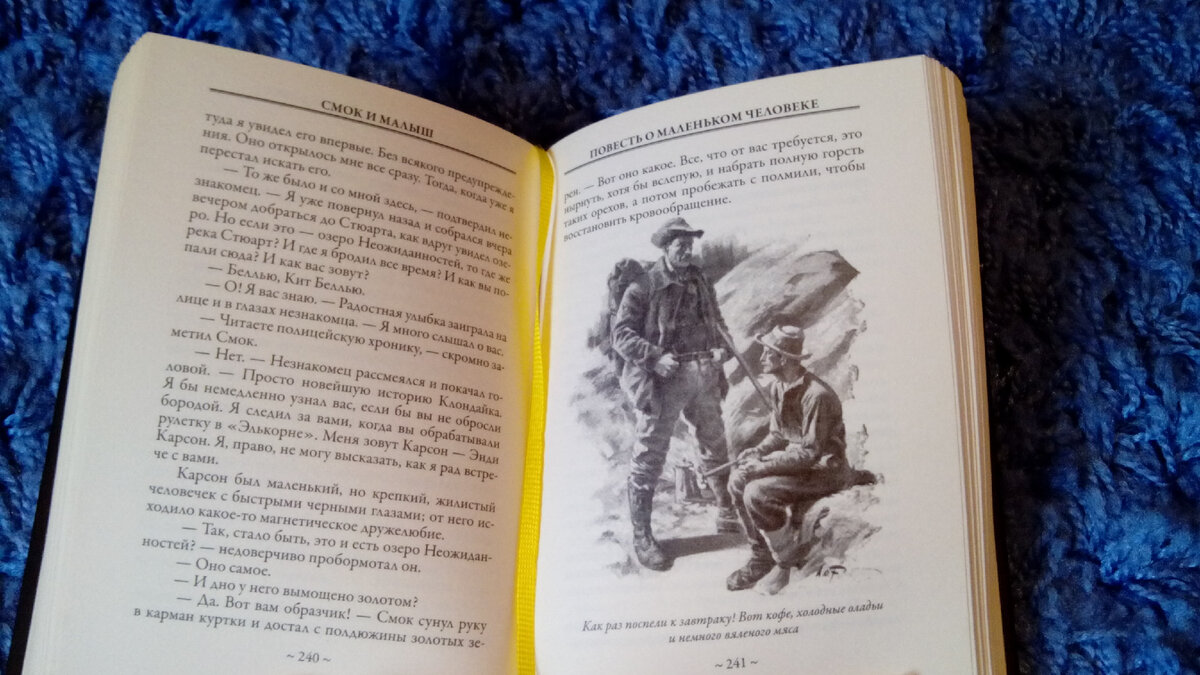 СМОК И МАЛЫШ
туда я увидел его впервые. Без всякого предупрежде-
ния. Оно открылось мне все сразу. Тогда, когда уже я
перестал искать его.
— То же было и со мной здесь, — подтвердил не-
знакомец. — Я уже повернул назад и собрался вчера
вечером добраться до Стюарта, как вдруг увидел озе-
ро. Но если это — озеро Неожиданностей, то где же
река Стюарт? И где я бродил все время? И как вы по-
пали сюда? И как вас зовут?
— Беллью, Кит Беллью.
— О! Я вас знаю. — Радостная улыбка заиграла на
лице и в глазах незнакомца. — Я много слышал о вас.
— Читаете полицейскую хронику, — скромно за-
метил Смок.
— Нет. — Незнакомец рассмеялся и покачал го-
ловой. — Просто новейшую историю Клондайка.
Я бы немедленно узнал вас, если бы вы не обросли
бородой. Я следил за вами, когда вы обрабатывали
рулетку в «Элькорне». Меня зовут Карсон — Энди
Карсон. Я, право, не могу высказать, как я рад встре-
че с вами.
Карсон был маленький, но крепкий, жилистый
человечек с быстрыми черными глазами; от него ис-
ходило какое-то магнетическое дружелюбие.
— Так, стало быть, это и есть озеро Неожидан-
ностей? — недоверчиво пробормотал он.
— Оно самое.
— И дно у него вымощено золотом?
— Да. Вот вам образчик! — Смок сунул руку
в карман куртки и достал с полдюжины золотых зе-
~ 240 ~
ПОВЕСТЬ О МАЛЕНЬКОМ ЧЕЛОВЕКЕ
рен. — Вот оно какое. Все, что от вас требуется, это
нырнуть, хотя бы вслепую, и набрать полную горсть
таких орехов, а потом пробежать с полмили, чтобы
восстановить кровообращение.
Как раз поспели к завтраку! Вот кофе, холодные оладьи
и немного вяленого мяса
~ 241 ~